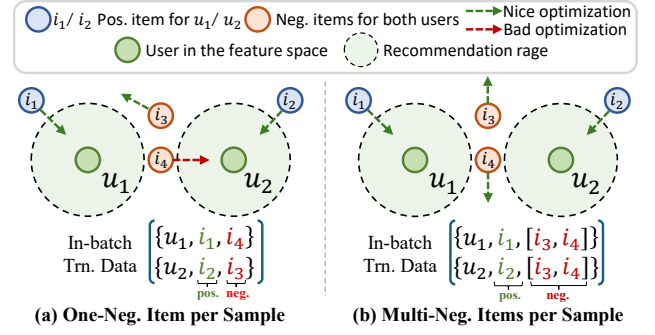 i₁/ i₂ Pos. item for u₁/ u₂ Neg. items for both users Nice optimization
Bad optimization
User in the feature space Recommendation rage
i₁ i₂ i₃ i₄ u₁ u₂
i₁ i₂ i₃ i₄ u₁ u₂
In-batch {u₁, i₁, i₄}
Trn. Data {u₂, i₂, i₃}
pos. neg.
{u₁, i₁, [i₃, i₄]}
In-batch
Trn. Data {u₂, i₂, [i₃, i₄]}
pos. neg.
(a) One-Neg. Item per Sample (b) Multi-Neg. Items per Sample